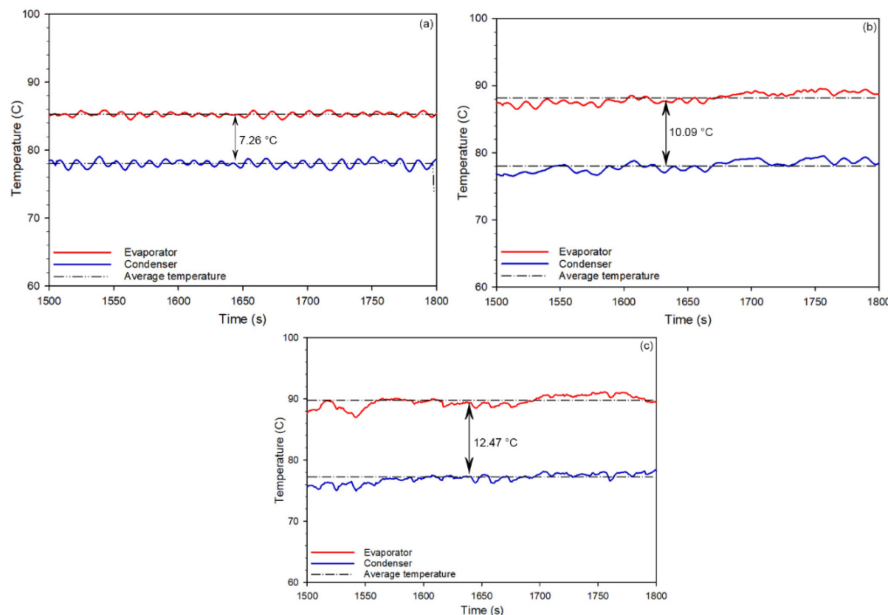 (a)
100
90
80
70
60
Temperature (C)
7.26 °C
Evaporator
Condenser
Average temperature
1500 1550 1600 1650 1700 1750 1800
Time (s)
(b)
100
90
80
70
60
Temperature (C)
10.09 °C
Evaporator
Condenser
Average temperature
1500 1550 1600 1650 1700 1750 1800
Time (s)
(c)
100
90
80
70
60
Temperature (C)
12.47 °C
Evaporator
Condenser
Average temperature
1500 1550 1600 1650 1700 1750 1800
Time (s)